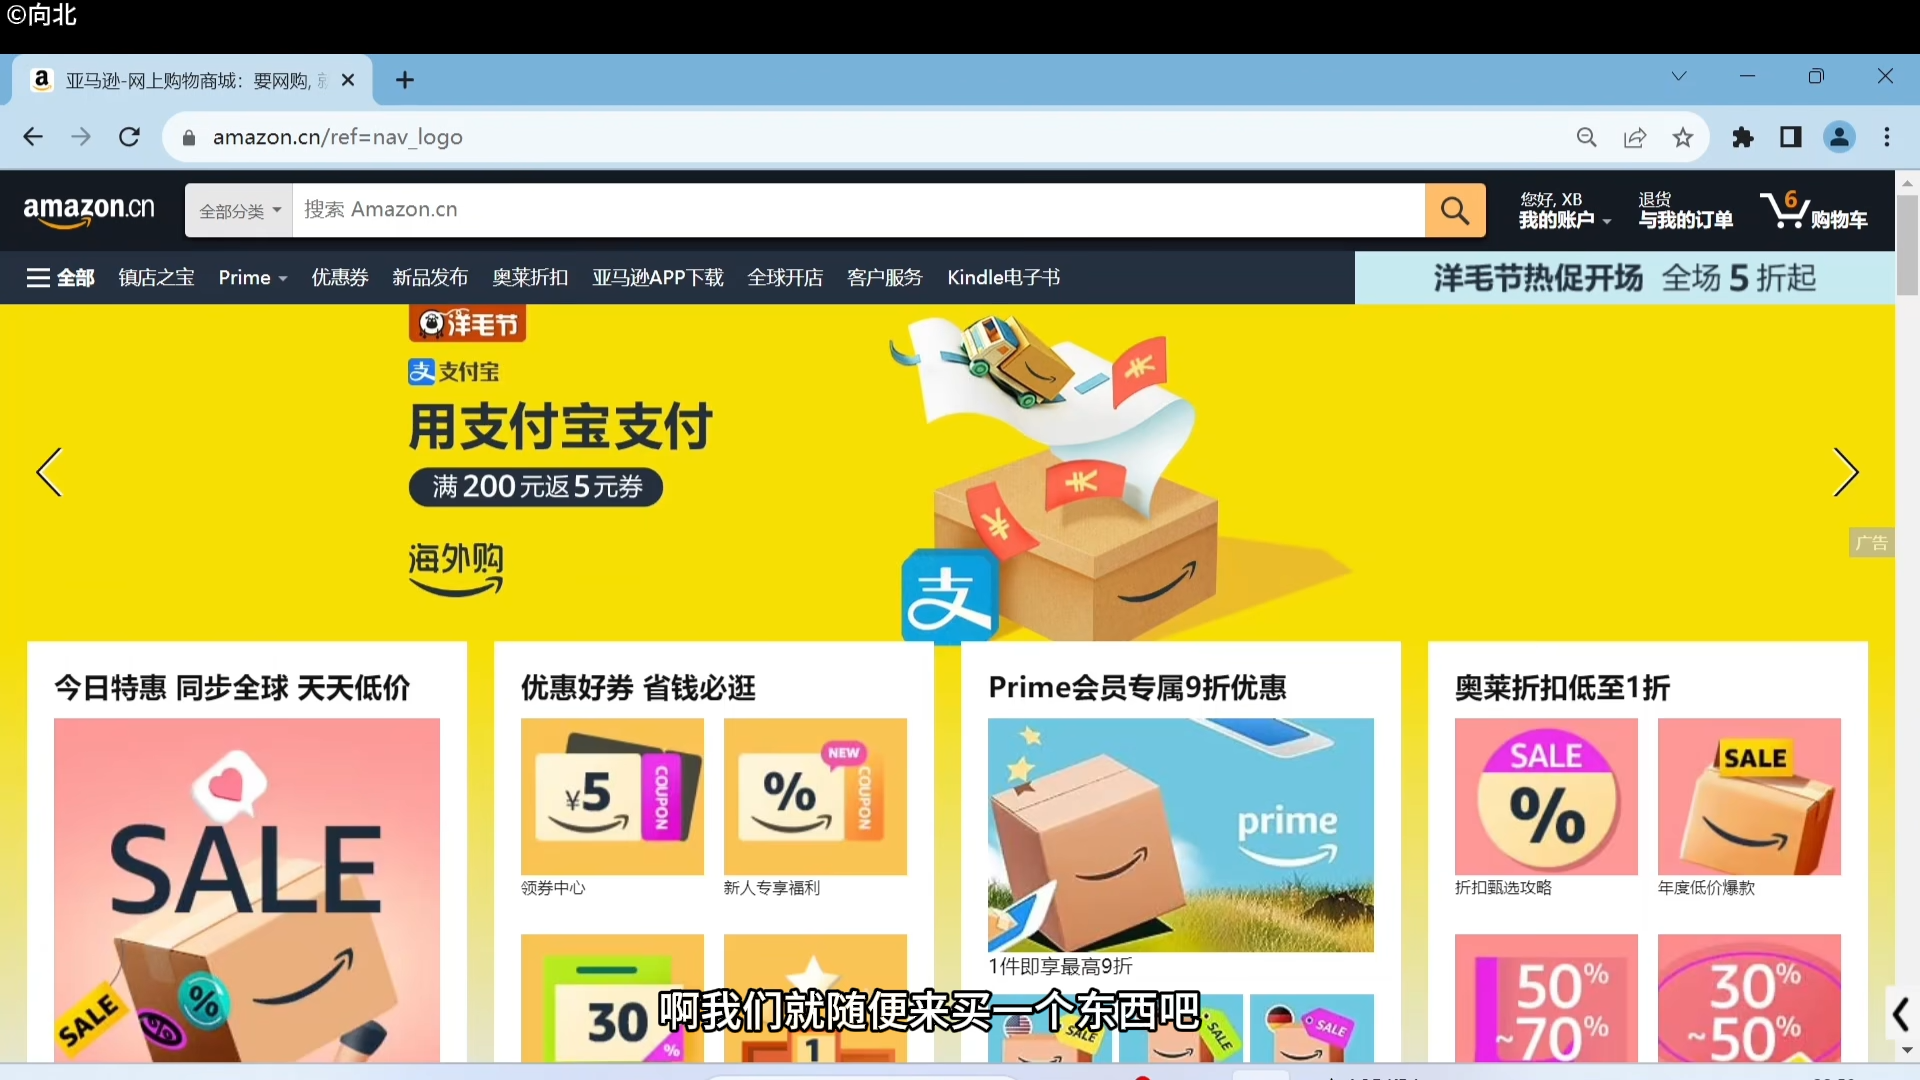 ©向北
亚马逊-网上购物商城：要网购, 就
amazon.cn/ref=nav_logo
amazon.cn
全部分类
搜索 Amazon.cn
您好, XB
我的账户
退货
与我的订单
6
购物车
全部
镇店之宝
Prime
优惠券
新品发布
奥莱折扣
亚马逊APP下载
全球开店
客户服务
Kindle电子书
洋毛节热促开场 全场5折起
洋毛节
支付宝
用支付宝支付
满200元返5元券
海外购
支
广告
今日特惠 同步全球 天天低价
SALE
SALE
%
优惠好券 省钱必逛
¥5
COUPON
%
NEW
COUPON
领券中心
新人专享福利
30
%
1
Prime会员专属9折优惠
prime
1件即享最高9折
SALE
SALE
SALE
奥莱折扣低至1折
SALE
%
SALE
折扣甄选攻略
年度低价爆款
50%
~70%
30%
~50%
啊我们就随便来买一个东西吧